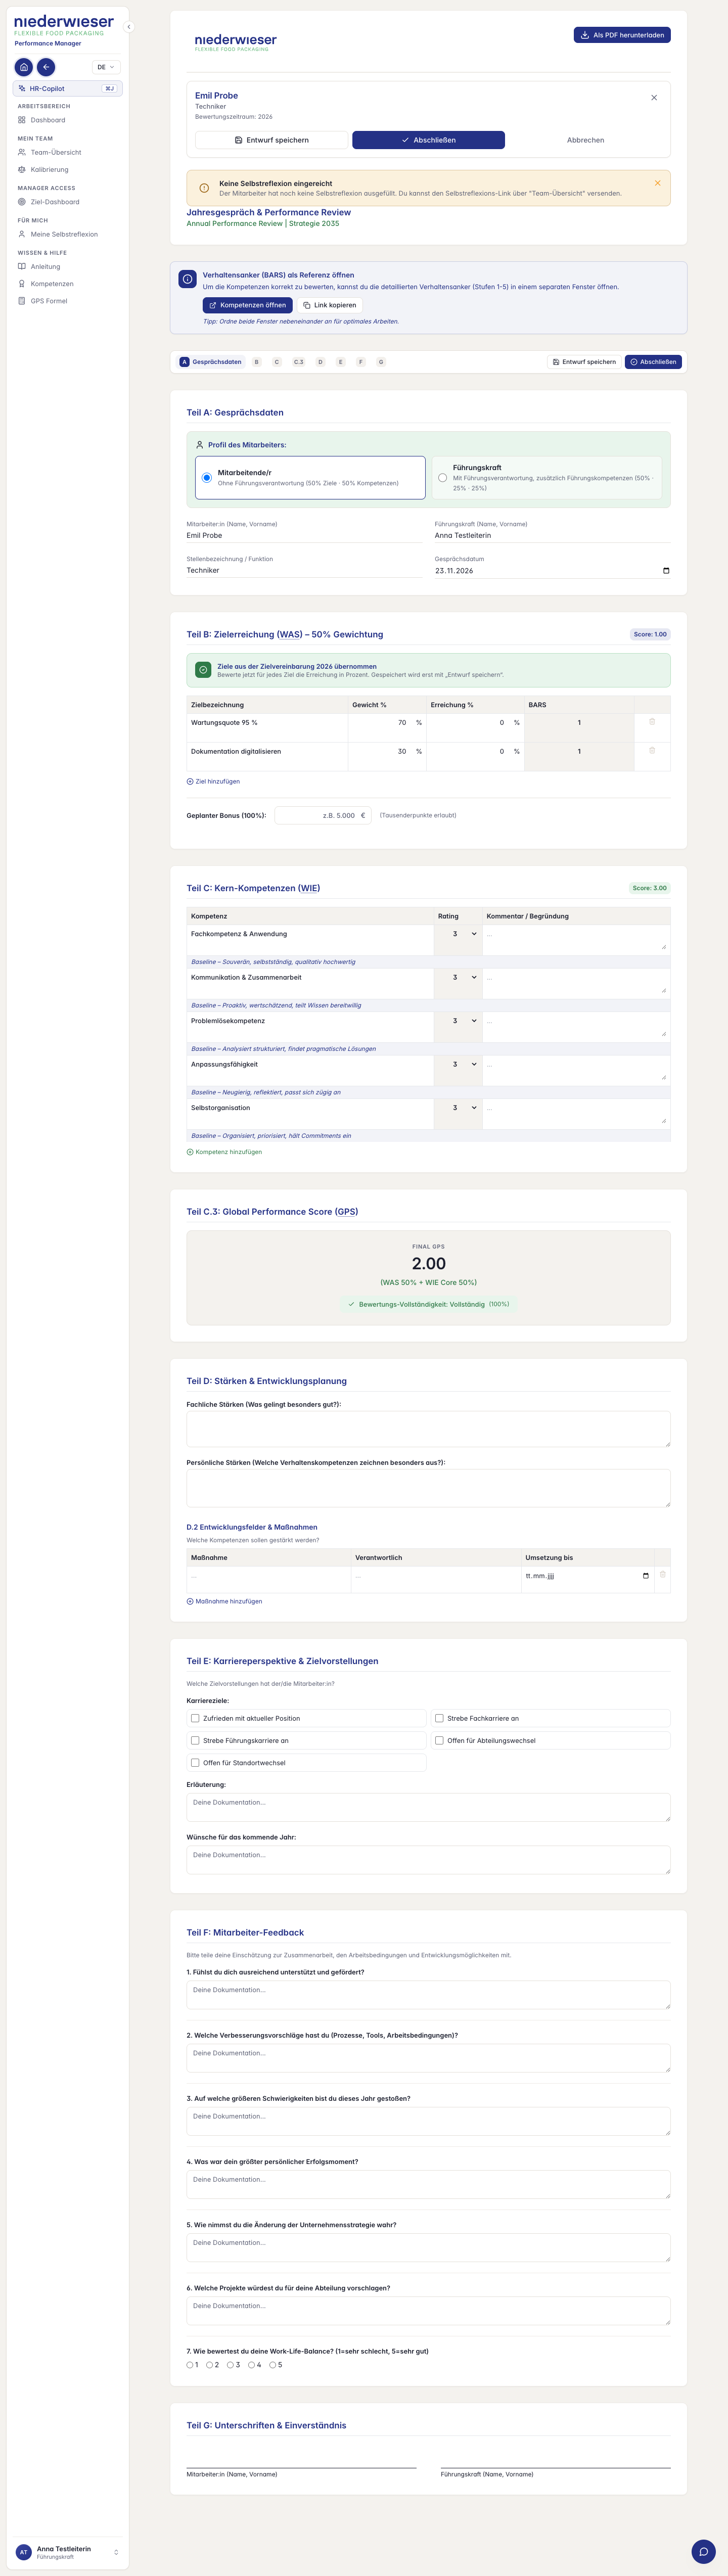 niederwieser
FLEXIBLE FOOD PACKAGING
Performance Manager
DE
HR-Copilot
⌘J
ARBEITSBEREICH
Dashboard
MEIN TEAM
Team-Übersicht
Kalibrierung
MANAGER ACCESS
Ziel-Dashboard
FÜR MICH
Meine Selbstreflexion
WISSEN & HILFE
Anleitung
Kompetenzen
GPS Formel
AT
Anna Testleiterin
Führungskraft
niederwieser
FLEXIBLE FOOD PACKAGING
Als PDF herunterladen
Emil Probe
Techniker
Bewertungszeitraum: 2026
Entwurf speichern
Abschließen
Abbrechen
Keine Selbstreflexion eingereicht
Der Mitarbeiter hat noch keine Selbstreflexion ausgefüllt. Du kannst den Selbstreflexions-Link über "Team-Übersicht" versenden.
Jahresgespräch & Performance Review
Annual Performance Review | Strategie 2035
Verhaltensanker (BARS) als Referenz öffnen
Um die Kompetenzen korrekt zu bewerten, kannst du die detaillierten Verhaltensanker (Stufen 1–5) in einem separaten Fenster öffnen.
Kompetenzen öffnen
Link kopieren
Tipp: Ordne beide Fenster nebeneinander an für optimales Arbeiten.
A Gesprächsdaten B C C.3 D E F G
Entwurf speichern
Abschließen
Teil A: Gesprächsdaten
Profil des Mitarbeiters:
Mitarbeitende/r
Ohne Führungsverantwortung (50% Ziele · 50% Kompetenzen)
Führungskraft
Mit Führungsverantwortung, zusätzlich Führungskompetenzen (50% ·
25% · 25%)
Mitarbeiter:in (Name, Vorname)
Emil Probe
Führungskraft (Name, Vorname)
Anna Testleiterin
Stellenbezeichnung / Funktion
Techniker
Gesprächsdatum
23.11.2026
Teil B: Zielerreichung (WAS) – 50% Gewichtung
Score: 1.00
Ziele aus der Zielvereinbarung 2026 übernommen
Bewerte jetzt für jedes Ziel die Erreichung in Prozent. Gespeichert wird erst mit „Entwurf speichern“.
Zielbezeichnung Gewicht % Erreichung % BARS
Wartungsquote 95 % 70 % 0 % 1
Dokumentation digitalisieren 30 % 0 % 1
Ziel hinzufügen
Geplanter Bonus (100%): z.B. 5.000 € (Tausenderpunkte erlaubt)
Teil C: Kern-Kompetenzen (WIE)
Score: 3.00
Kompetenz Rating Kommentar / Begründung
Fachkompetenz & Anwendung 3 ...
Baseline – Souverän, selbstständig, qualitativ hochwertig
Kommunikation & Zusammenarbeit 3 ...
Baseline – Proaktiv, wertschätzend, teilt Wissen bereitwillig
Problemlösekompetenz 3 ...
Baseline – Analysiert strukturiert, findet pragmatische Lösungen
Anpassungsfähigkeit 3 ...
Baseline – Neugierig, reflektiert, passt sich zügig an
Selbstorganisation 3 ...
Baseline – Organisiert, priorisiert, hält Commitments ein
Kompetenz hinzufügen
Teil C.3: Global Performance Score (GPS)
FINAL GPS
2.00
(WAS 50% + WIE Core 50%)
Bewertungs-Vollständigkeit: Vollständig (100%)
Teil D: Stärken & Entwicklungsplanung
Fachliche Stärken (Was gelingt besonders gut?):
Persönliche Stärken (Welche Verhaltenskompetenzen zeichnen besonders aus?):
D.2 Entwicklungsfelder & Maßnahmen
Welche Kompetenzen sollen gestärkt werden?
Maßnahme Verantwortlich Umsetzung bis
... ... tt.mm.jjjj
Maßnahme hinzufügen
Teil E: Karriereperspektive & Zielvorstellungen
Welche Zielvorstellungen hat der/die Mitarbeiter:in?
Karriereziele:
Zufrieden mit aktueller Position
Strebe Fachkarriere an
Strebe Führungskarriere an
Offen für Abteilungswechsel
Offen für Standortwechsel
Erläuterung:
Deine Dokumentation...
Wünsche für das kommende Jahr:
Deine Dokumentation...
Teil F: Mitarbeiter-Feedback
Bitte teile deine Einschätzung zur Zusammenarbeit, den Arbeitsbedingungen und Entwicklungsmöglichkeiten mit.
1. Fühlst du dich ausreichend unterstützt und gefördert?
Deine Dokumentation...
2. Welche Verbesserungsvorschläge hast du (Prozesse, Tools, Arbeitsbedingungen)?
Deine Dokumentation...
3. Auf welche größeren Schwierigkeiten bist du dieses Jahr gestoßen?
Deine Dokumentation...
4. Was war dein größter persönlicher Erfolgsmoment?
Deine Dokumentation...
5. Wie nimmst du die Änderung der Unternehmensstrategie wahr?
Deine Dokumentation...
6. Welche Projekte würdest du für deine Abteilung vorschlagen?
Deine Dokumentation...
7. Wie bewertest du deine Work-Life-Balance? (1=sehr schlecht, 5=sehr gut)
1 2 3 4 5
Teil G: Unterschriften & Einverständnis
Mitarbeiter:in (Name, Vorname)
Führungskraft (Name, Vorname)